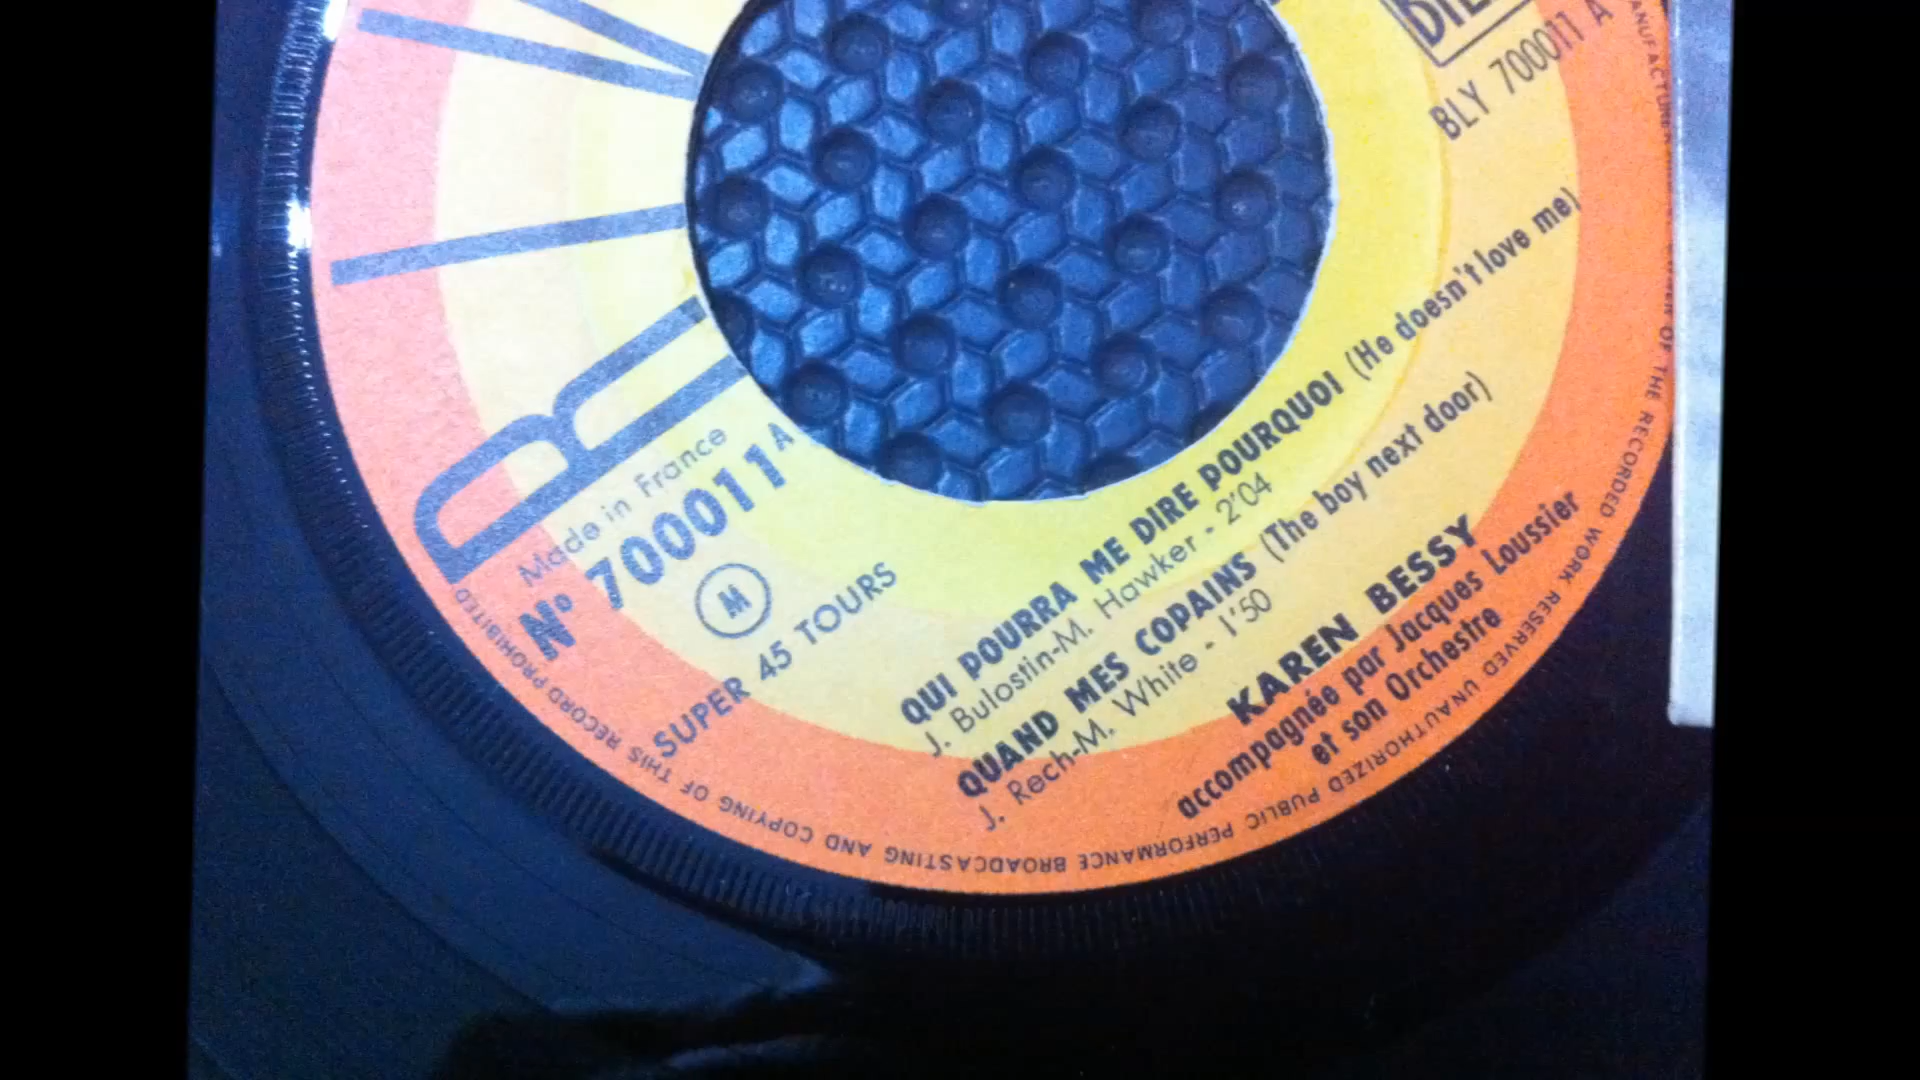 BLY 700011 A
Made in France
Nº 700011 A
M
SUPER 45 TOURS
QUI POURRA ME DIRE POURQUOI (He doesn't love me)
J. Bulostin-M. Hawker - 2'04
QUAND MES COPAINS (The boy next door)
J. Rech-M. White - 1'50
KAREN BESSY
accompagnée par Jacques Loussier
et son Orchestre
OF THE RECORDED WORK RESERVED UNAUTHORIZED PUBLIC PERFORMANCE BROADCASTING AND COPYING OF THIS RECORD PROHIBITED